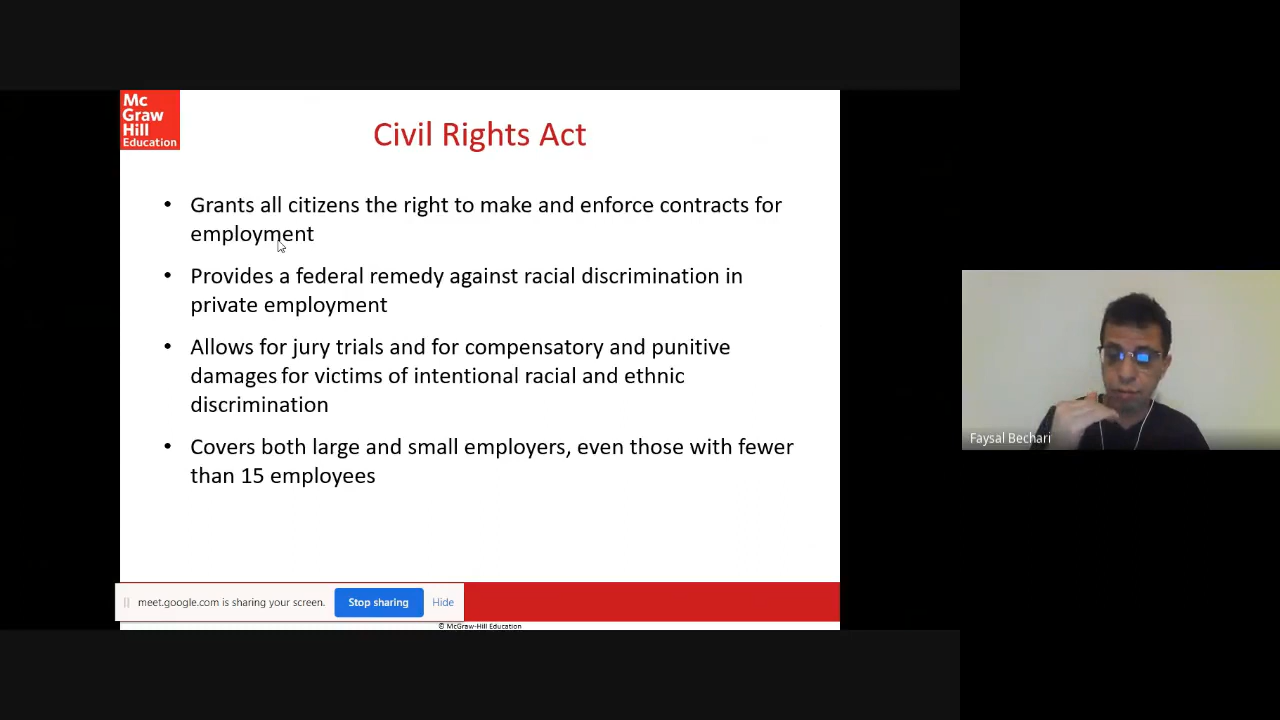 Mc
Graw
Hill
Education
Civil Rights Act
• Grants all citizens the right to make and enforce contracts for
employment
• Provides a federal remedy against racial discrimination in
private employment
• Allows for jury trials and for compensatory and punitive
damages for victims of intentional racial and ethnic
discrimination
• Covers both large and small employers, even those with fewer
than 15 employees
Faysal Bechari
meet.google.com is sharing your screen. Stop sharing Hide
© McGraw-Hill Education